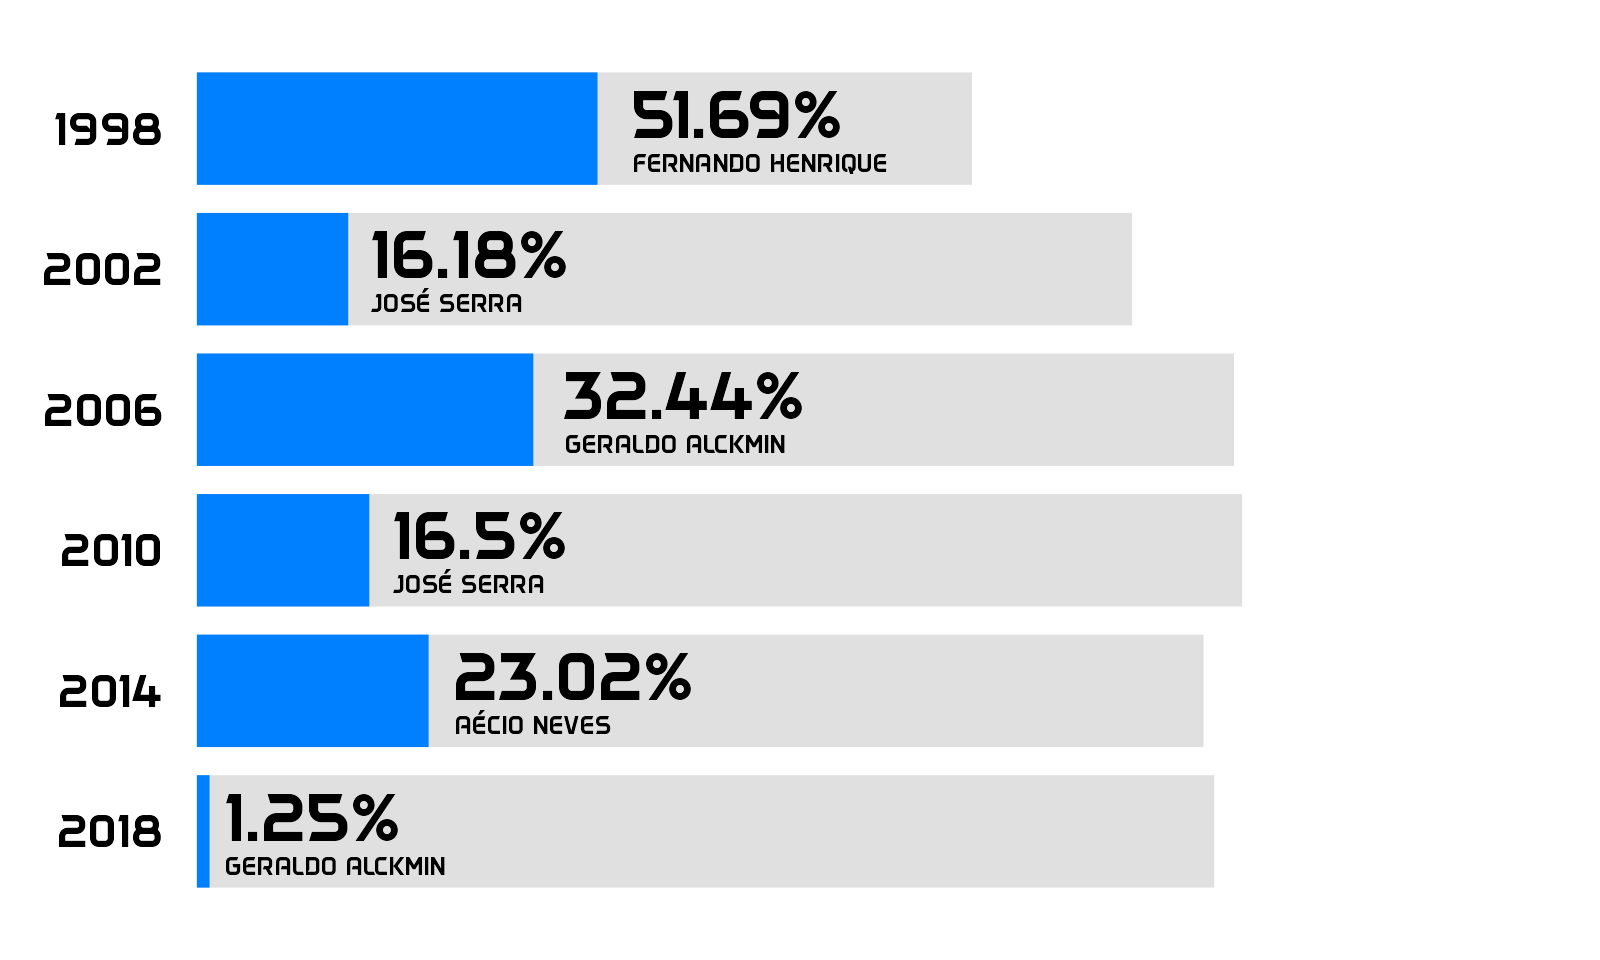 1998
51.69%
FERNANDO HENRIQUE
2002
16.18%
JOSÉ SERRA
2006
32.44%
GERALDO ALCKMIN
2010
16.5%
JOSÉ SERRA
2014
23.02%
AÉCIO NEVES
2018
1.25%
GERALDO ALCKMIN